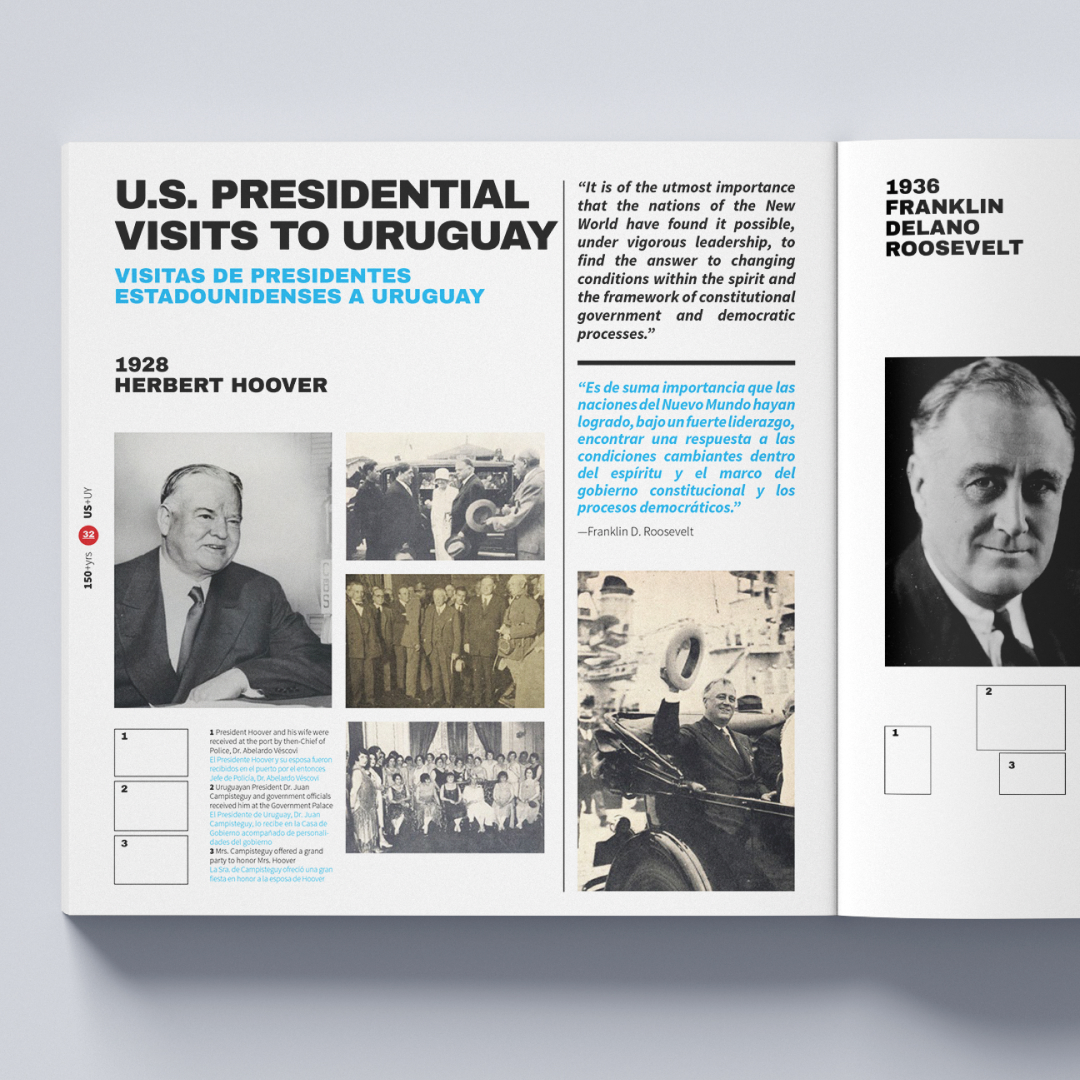 U.S. PRESIDENTIAL
VISITS TO URUGUAY
VISITAS DE PRESIDENTES
ESTADOUNIDENSES A URUGUAY
1928
HERBERT HOOVER
150+yrs 32 US+UY
1
2
3
1 President Hoover and his wife were
received at the port by then-Chief of
Police, Dr. Abelardo Véscovi
El Presidente Hoover y su esposa fueron
recibidos en el puerto por el entonces
Jefe de Policía, Dr. Abelardo Véscovi
2 Uruguayan President Dr. Juan
Campisteguy and government officials
received him at the Government Palace
El Presidente de Uruguay, Dr. Juan
Campisteguy, lo recibe en la Casa de
Gobierno acompañado de personali-
dades del gobierno
3 Mrs. Campisteguy offered a grand
party to honor Mrs. Hoover
La Sra. de Campisteguy ofreció una gran
fiesta en honor a la esposa de Hoover
“It is of the utmost importance
that the nations of the New
World have found it possible,
under vigorous leadership, to
find the answer to changing
conditions within the spirit and
the framework of constitutional
government and democratic
processes.”
“Es de suma importancia que las
naciones del Nuevo Mundo hayan
logrado, bajo un fuerte liderazgo,
encontrar una respuesta a las
condiciones cambiantes dentro
del espíritu y el marco del
gobierno constitucional y los
procesos democráticos.”
—Franklin D. Roosevelt
1936
FRANKLIN
DELANO
ROOSEVELT
1
2
3